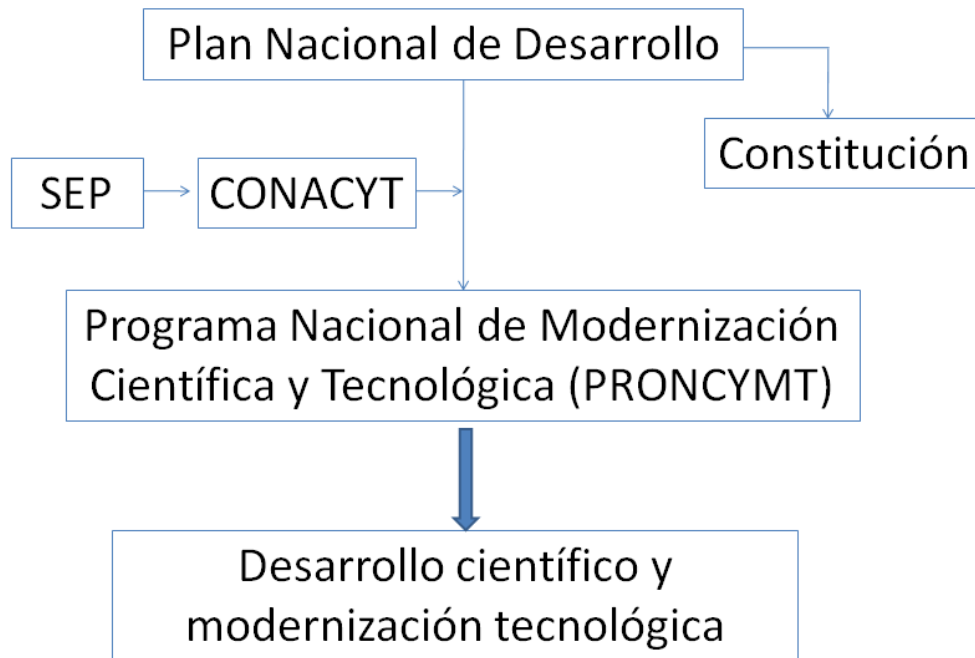 Plan Nacional de Desarrollo
Constitución
SEP
CONACYT
Programa Nacional de Modernización
Científica y Tecnológica (PRONCYMT)
Desarrollo científico y
modernización tecnológica